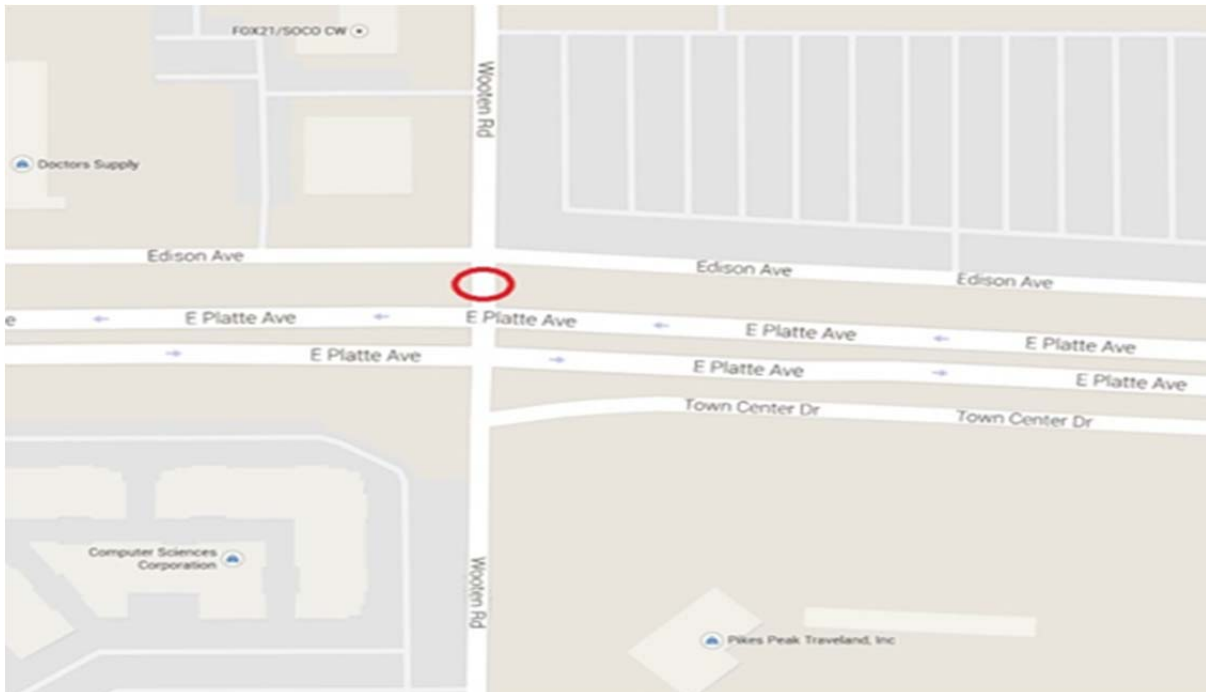 FOX21/SOCO CW
Wooten Rd
Doctors Supply
Edison Ave
Edison Ave
Edison Ave
e
E Platte Ave
E Platte Ave
E Platte Ave
E Platte Ave
E Platte Ave
E Platte Ave
E Platte Ave
Town Center Dr
Town Center Dr
Computer Sciences
Corporation
Wooten Rd
Pikes Peak Traveland, Inc